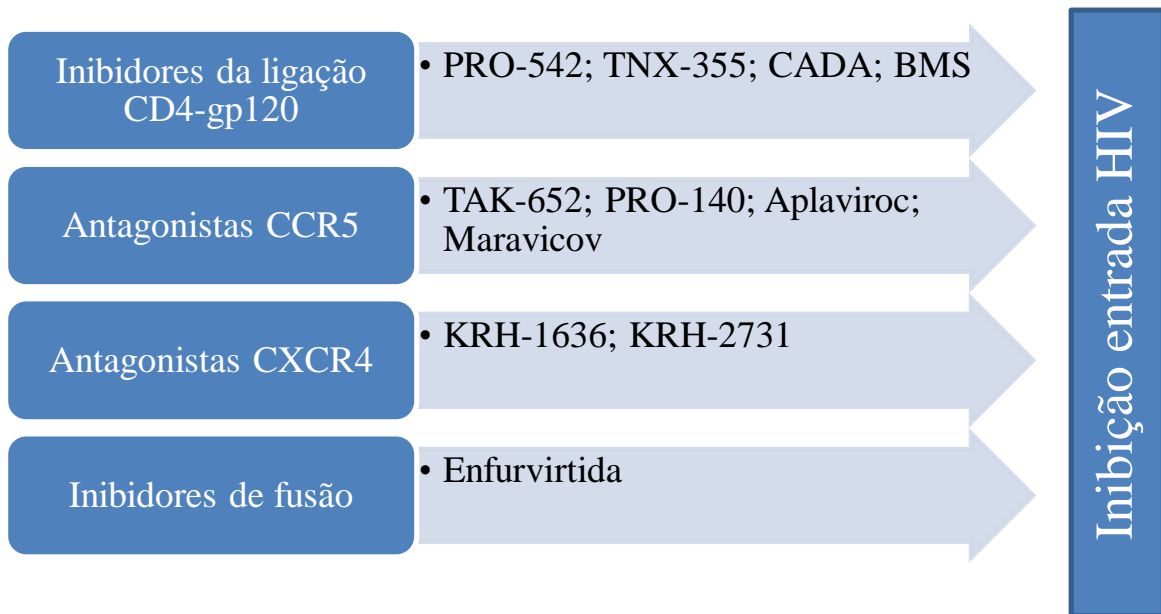 Inibidores da ligação
CD4-gp120
• PRO-542; TNX-355; CADA; BMS
Antagonistas CCR5
• TAK-652; PRO-140; Aplaviroc;
Maravicov
Antagonistas CXCR4
• KRH-1636; KRH-2731
Inibidores de fusão
• Enfurvirtida
Inibição entrada HIV